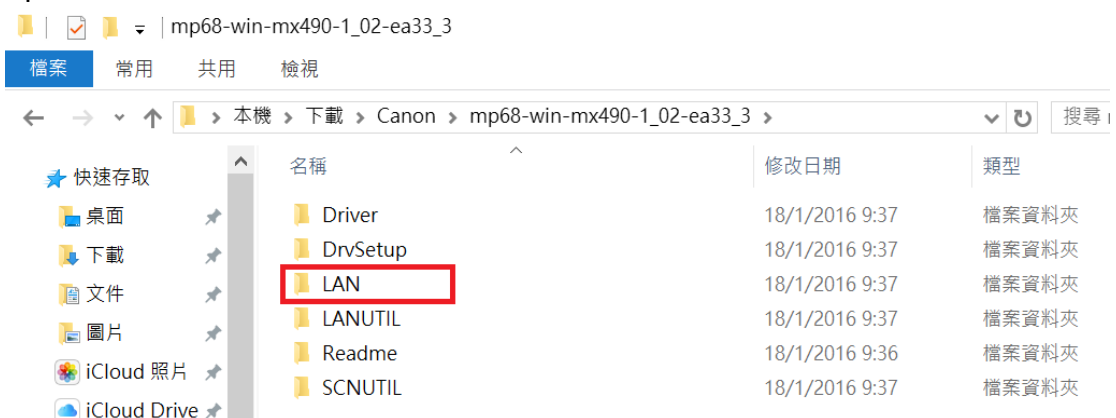 mp68-win-mx490-1_02-ea33_3
檔案 常用 共用 檢視
本機 > 下載 > Canon > mp68-win-mx490-1_02-ea33_3 > 搜尋
快速存取 名稱 修改日期 類型
桌面 Driver 18/1/2016 9:37 檔案資料夾
下載 DrvSetup 18/1/2016 9:37 檔案資料夾
文件 LAN 18/1/2016 9:37 檔案資料夾
圖片 LANUTIL 18/1/2016 9:37 檔案資料夾
iCloud 照片 Readme 18/1/2016 9:36 檔案資料夾
iCloud Drive SCNUTIL 18/1/2016 9:37 檔案資料夾